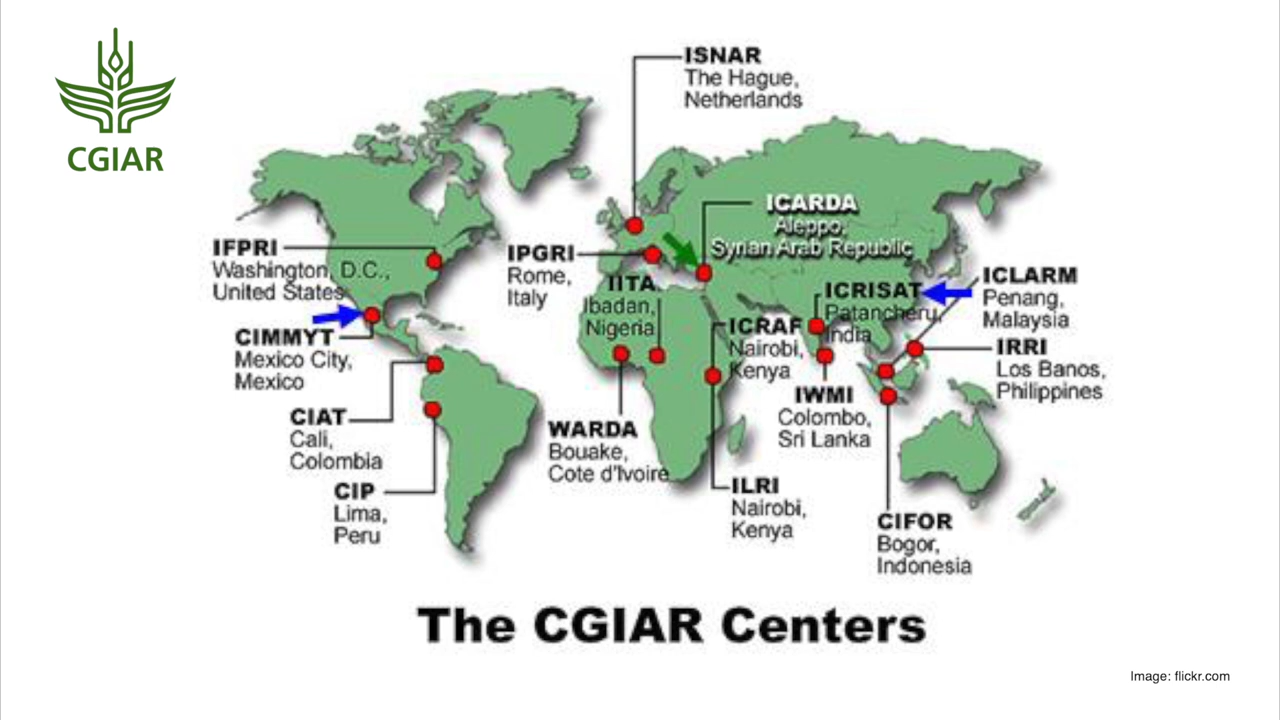 CGIAR
ISNAR
The Hague,
Netherlands
ICARDA
Aleppo,
Syrian Arab Republic
IFPRI
Washington, D.C.,
United States
IPGRI
Rome,
Italy
IITA
Ibadan,
Nigeria
ICLARM
Penang,
Malaysia
ICRISAT
Patancheru,
India
CIMMYT
Mexico City,
Mexico
ICRAF
Nairobi,
Kenya
IRRI
Los Banos,
Philippines
IWMI
Colombo,
Sri Lanka
CIAT
Cali,
Colombia
WARDA
Bouake,
Cote d'Ivoire
CIP
Lima,
Peru
ILRI
Nairobi,
Kenya
CIFOR
Bogor,
Indonesia
The CGIAR Centers
Image: flickr.com